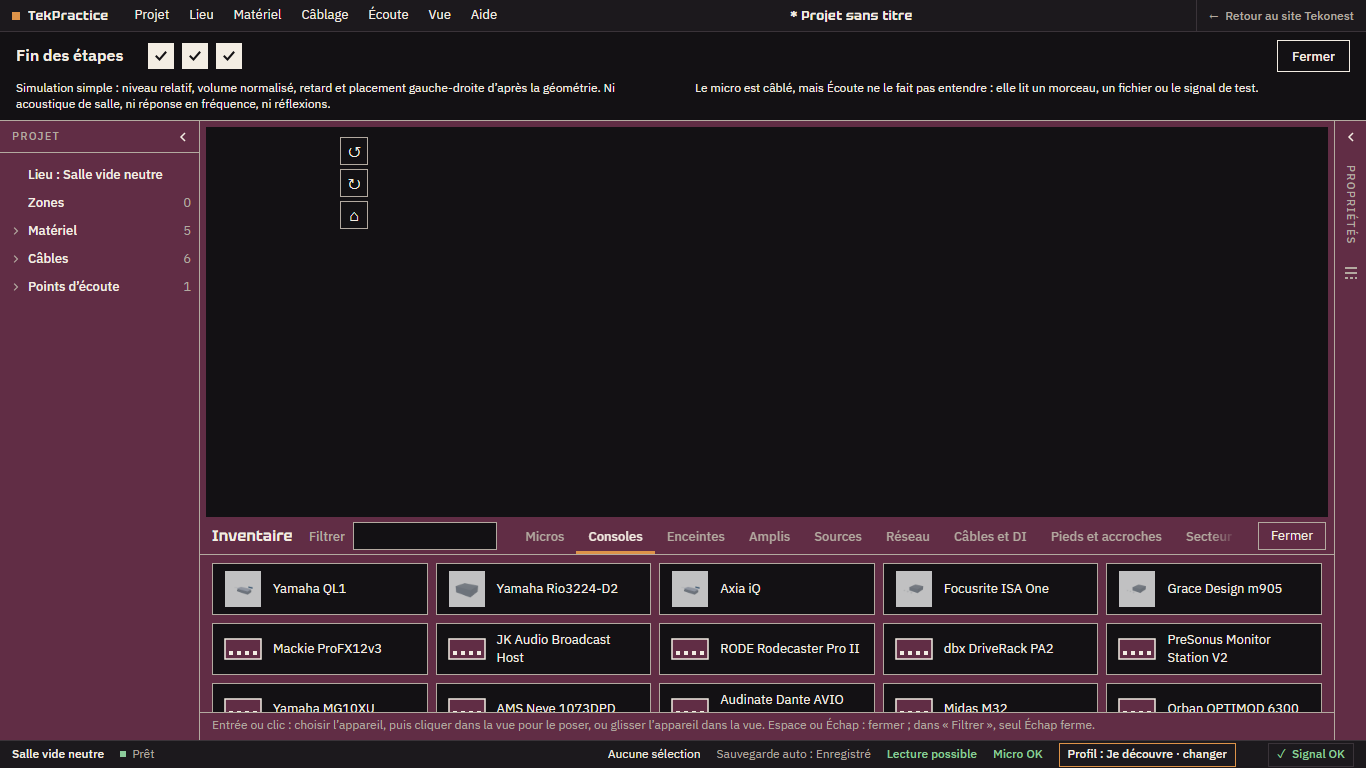 TekPractice Projet Lieu Matériel Câblage Écoute Vue Aide * Projet sans titre ← Retour au site Tekonest
Fin des étapes Fermer
Simulation simple : niveau relatif, volume normalisé, retard et placement gauche-droite d'après la géométrie. Ni
acoustique de salle, ni réponse en fréquence, ni réflexions.
Le micro est câblé, mais Écoute ne le fait pas entendre : elle lit un morceau, un fichier ou le signal de test.
PROJET
Lieu : Salle vide neutre
Zones 0
Matériel 5
Câbles 6
Points d'écoute 1
PROPRIÉTÉS
Inventaire Filtrer Micros Consoles Enceintes Amplis Sources Réseau Câbles et DI Pieds et accroches Secteur Fermer
Yamaha QL1 Yamaha Rio3224-D2 Axia iQ Focusrite ISA One Grace Design m905
Mackie ProFX12v3 JK Audio Broadcast Host RODE Rodecaster Pro II dbx DriveRack PA2 PreSonus Monitor Station V2
Yamaha MG10XU AMS Neve 1073DPD Audinate Dante AVIO Midas M32 Orban OPTIMOD 6300
Entrée ou clic : choisir l'appareil, puis cliquer dans la vue pour le poser, ou glisser l'appareil dans la vue. Espace ou Échap : fermer ; dans « Filtrer », seul Échap ferme.
Salle vide neutre Prêt Aucune sélection Sauvegarde auto : Enregistré Lecture possible Micro OK Profil : Je découvre · changer ✓ Signal OK